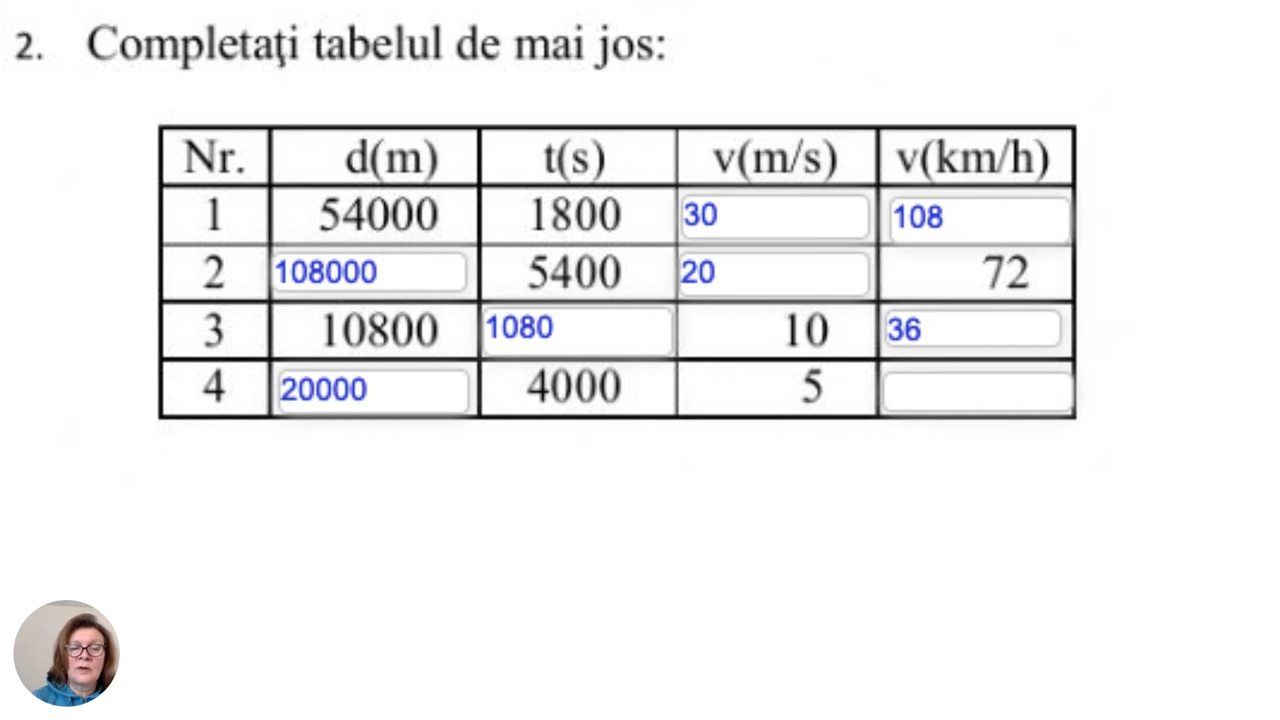 2. Completați tabelul de mai jos:
Nr. d(m) t(s) v(m/s) v(km/h)
1 54000 1800 30 108
2 108000 5400 20 72
3 10800 1080 10 36
4 20000 4000 5